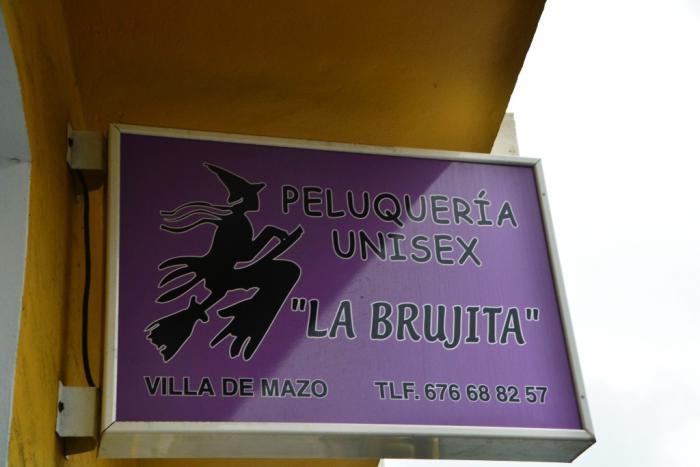 PELUQUERÍA
UNISEX
"LA BRUJITA"
VILLA DE MAZO TLF. 676 68 82 57